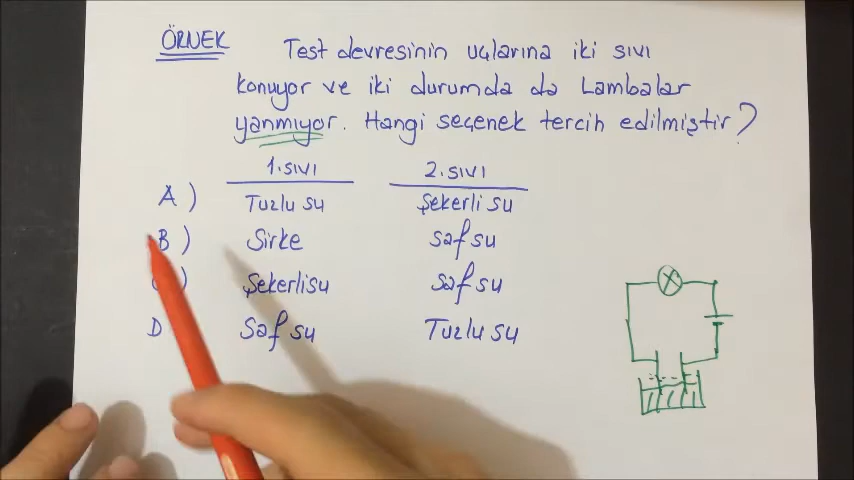 ÖRNEK Test devresinin uçlarına iki sıvı
konuyor ve iki durumda da Lambalar
yanmıyor. Hangi seçenek tercih edilmiştir?
1.sıvı 2.sıvı
A) Tuzlu su Şekerli su
B) Sirke Saf su
) Şekerlisu Saf su
D Saf su Tuzlu su